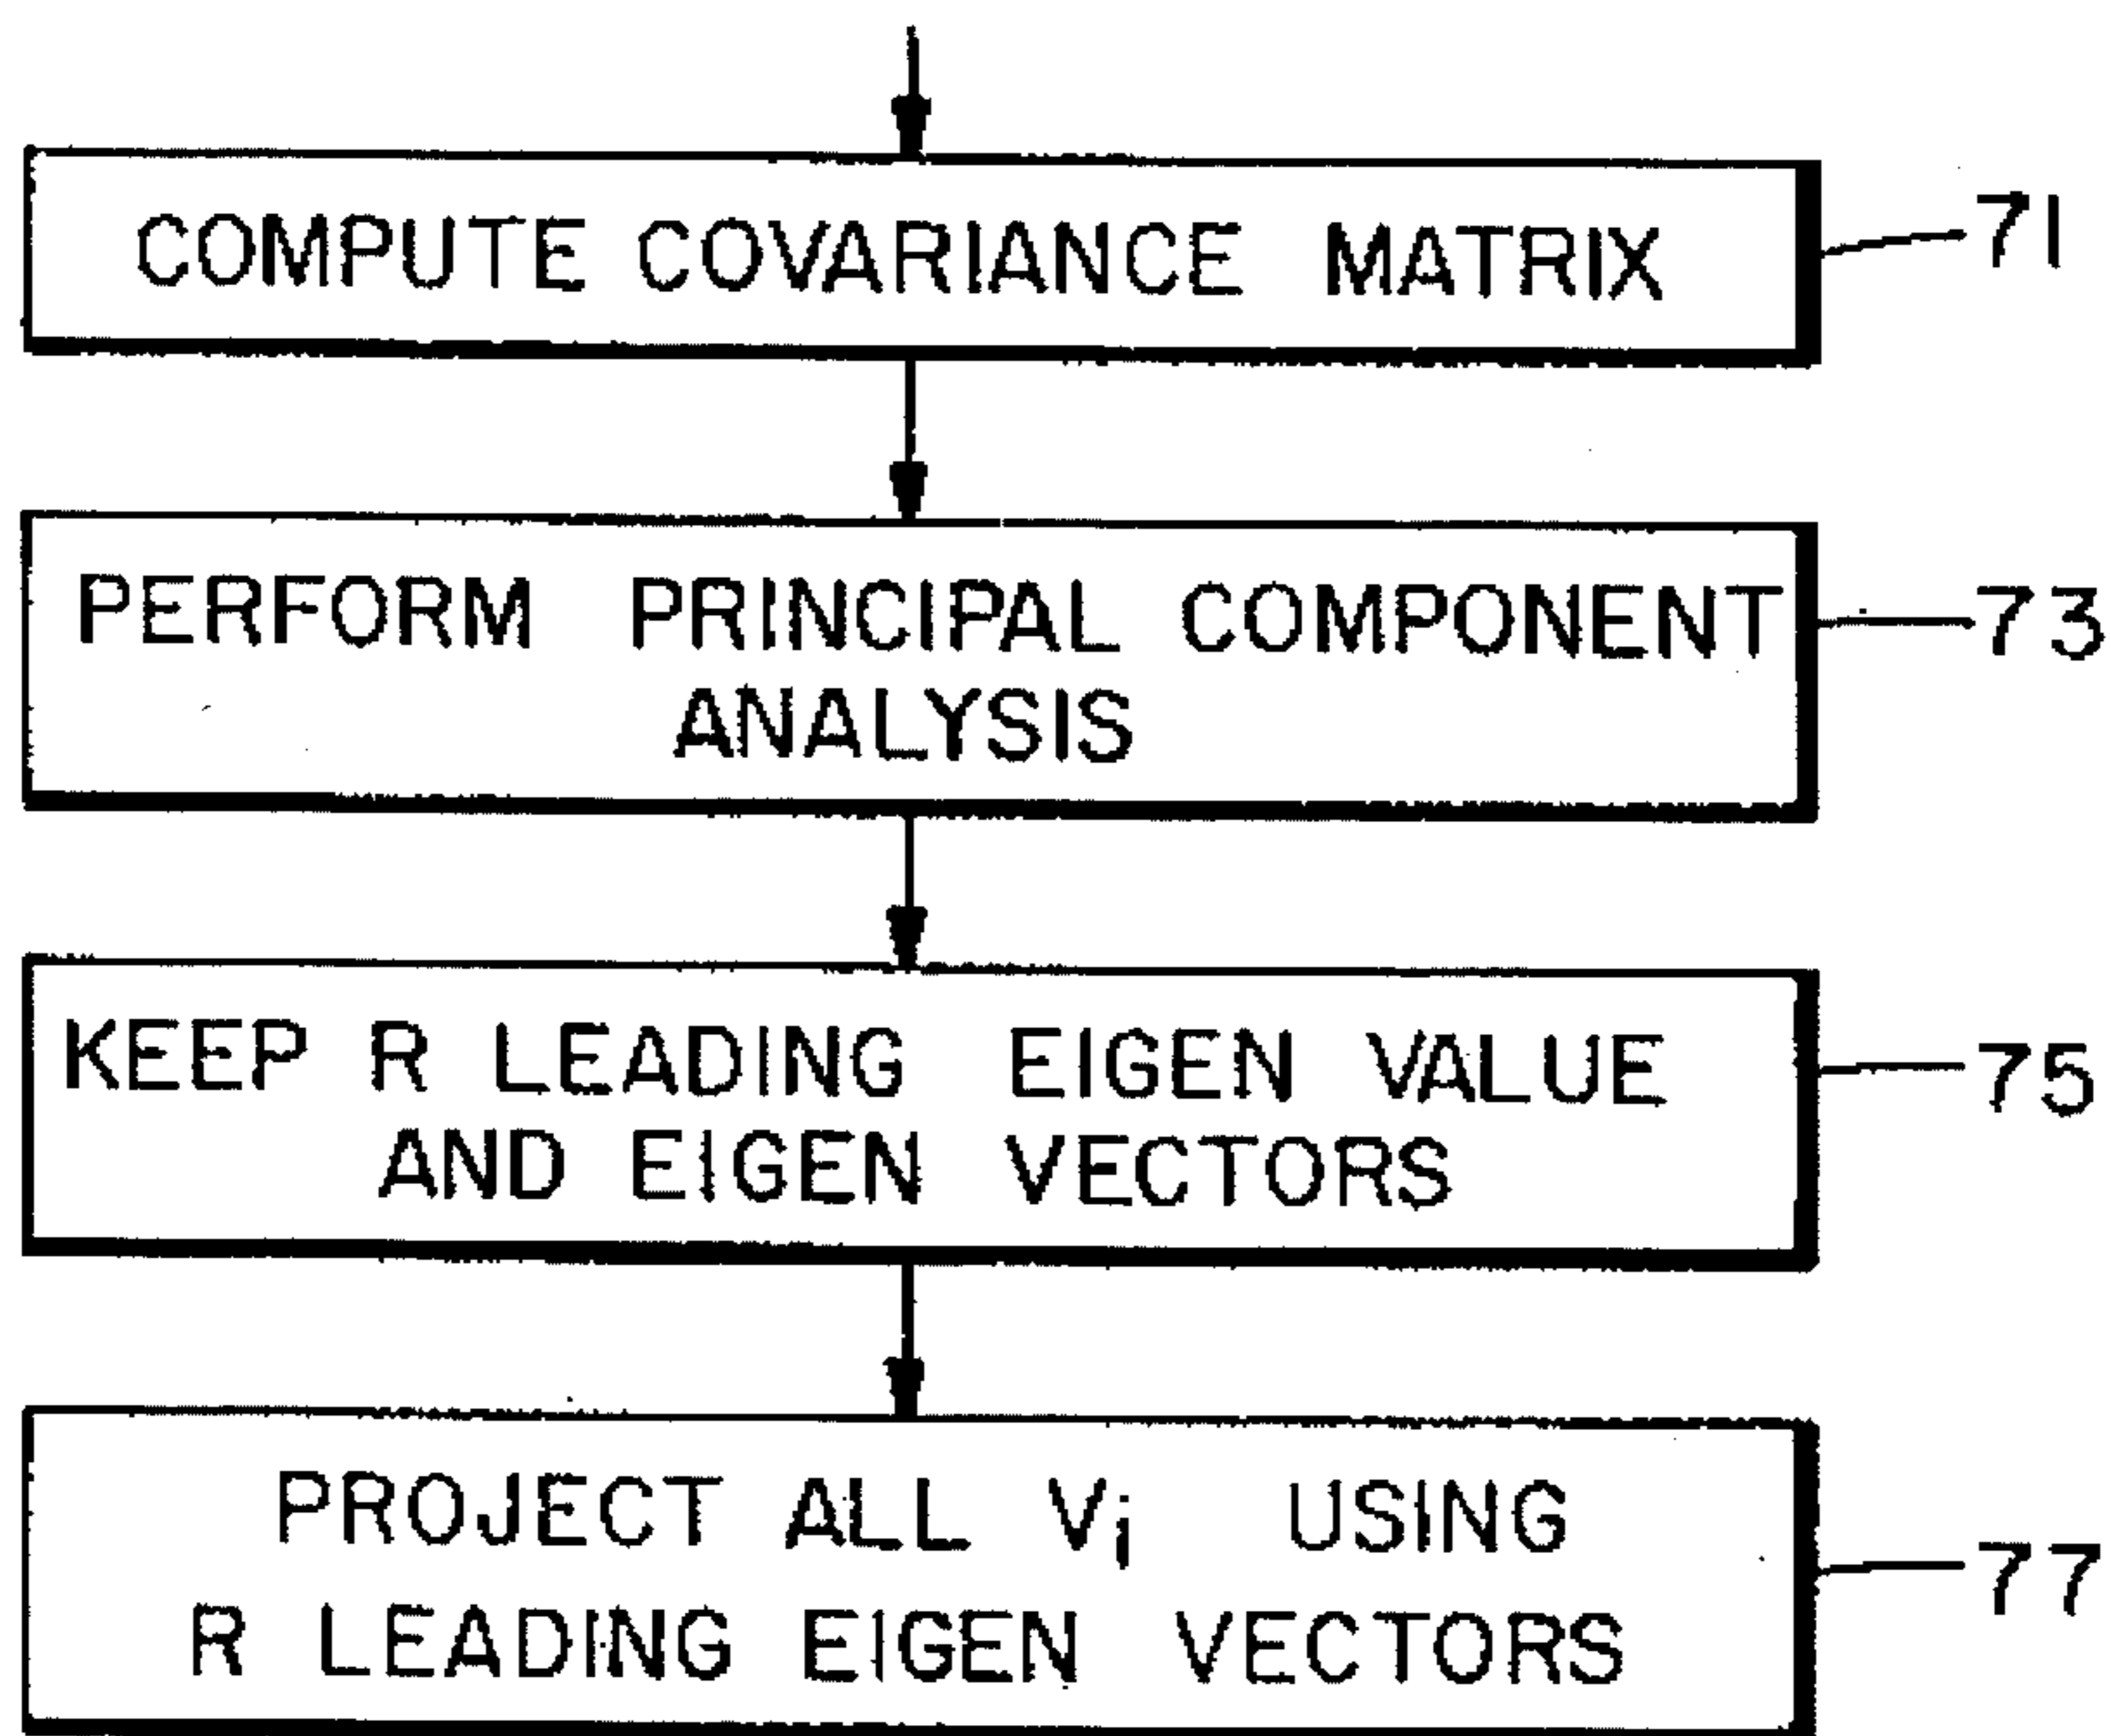 COMPUTE COVARIANCE MATRIX
71
PERFORM PRINCIPAL COMPONENT
ANALYSIS
73
KEEP R LEADING EIGEN VALUE
AND EIGEN VECTORS
75
PROJECT ALL Vi USING
R LEADING EIGEN VECTORS
77